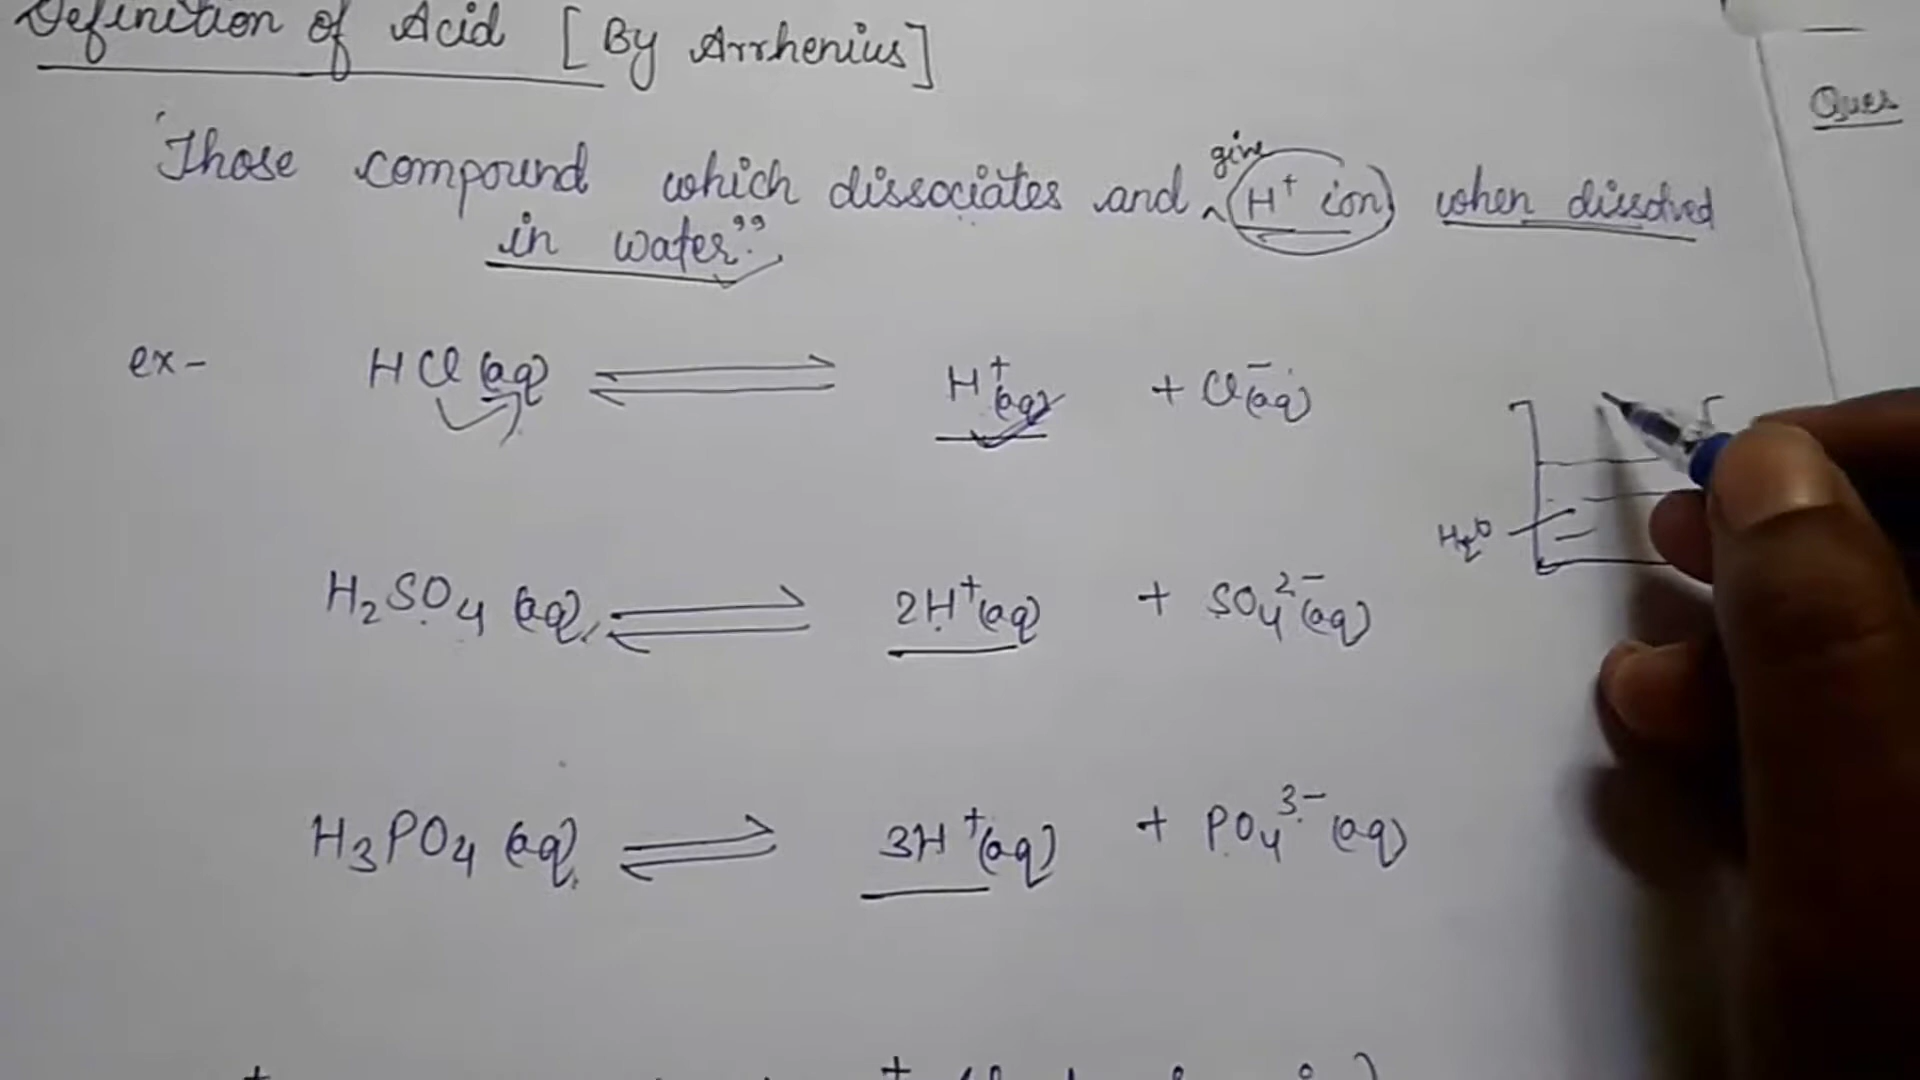 Definition of Acid [By Arrhenius]
Ques
give
Those compound which dissociates and ^ H⁺ ion when dissolved
in water”.
ex- HCl (aq) ⇌ H⁺(aq) + Cl⁻(aq)
H₂O
H₂SO₄ (aq) ⇌ 2H⁺(aq) + SO₄²⁻(aq)
H₃PO₄ (aq) ⇌ 3H⁺(aq) + PO₄³⁻(aq)